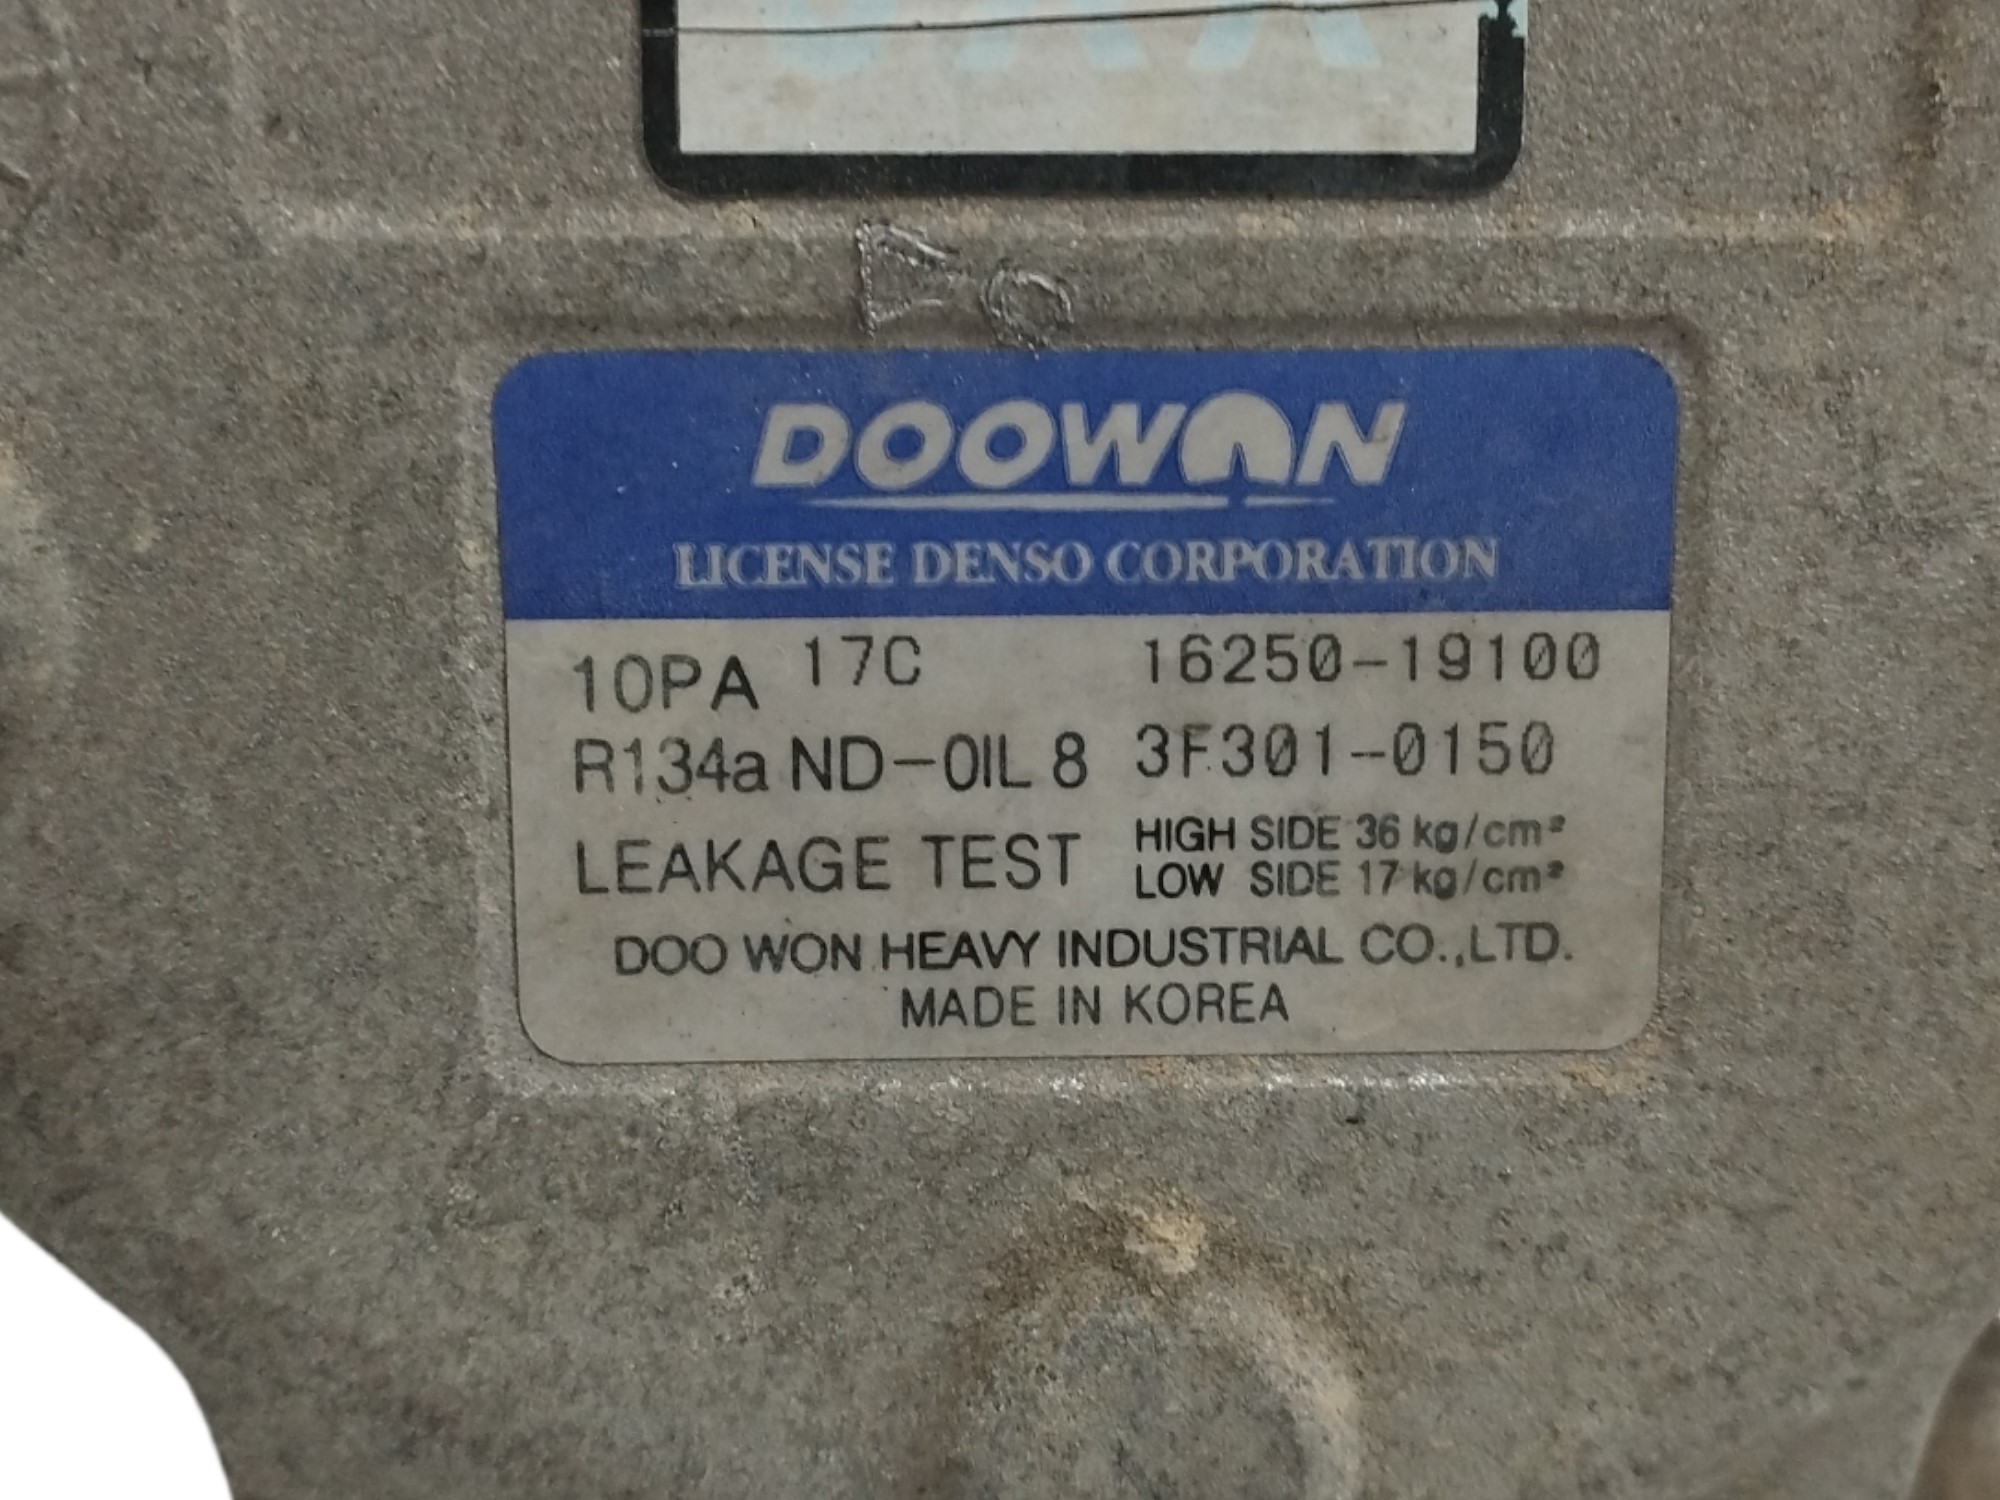 DOOWON
LICENSE DENSO CORPORATION
10PA 17C 16250-19100
R134a ND-OIL 8 3F301-0150
LEAKAGE TEST HIGH SIDE 36 kg/cm²
LOW SIDE 17 kg/cm²
DOO WON HEAVY INDUSTRIAL CO.,LTD.
MADE IN KOREA